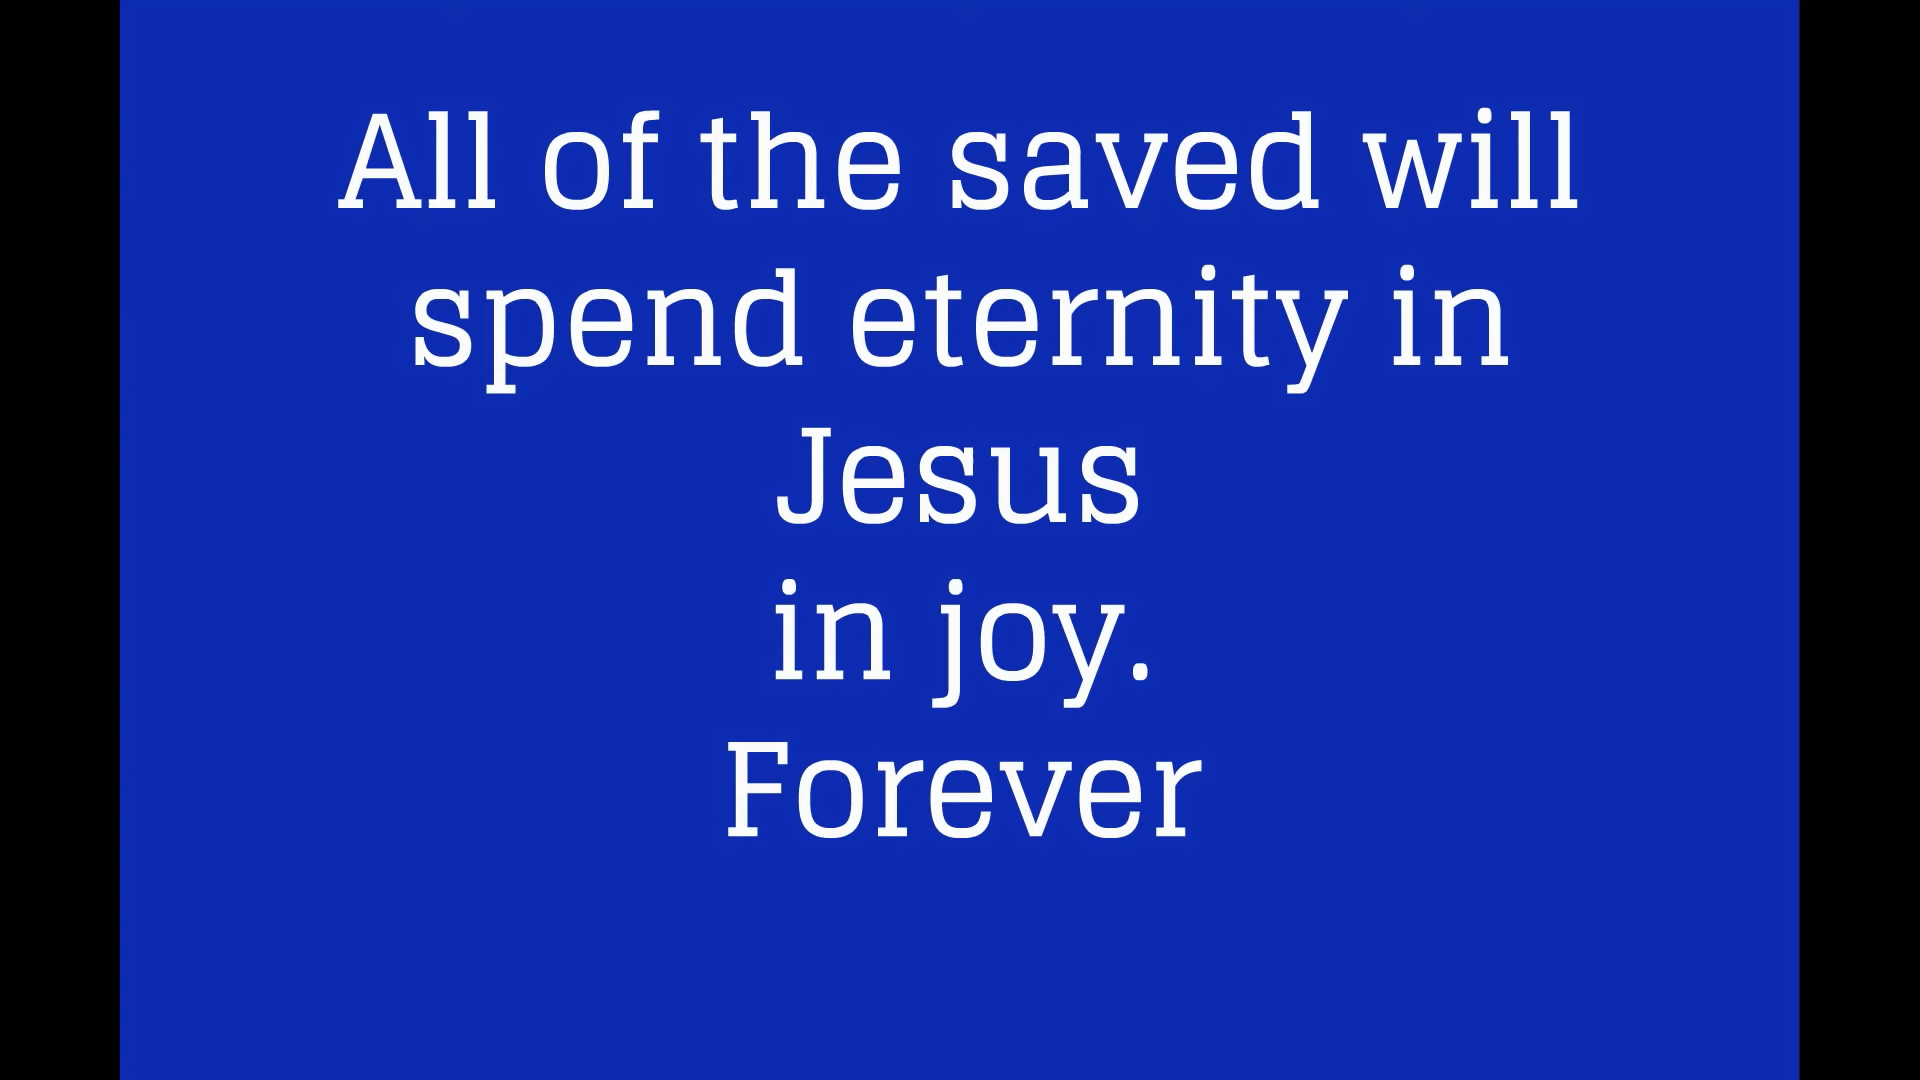 All of the saved will
spend eternity in
Jesus
in joy.
Forever